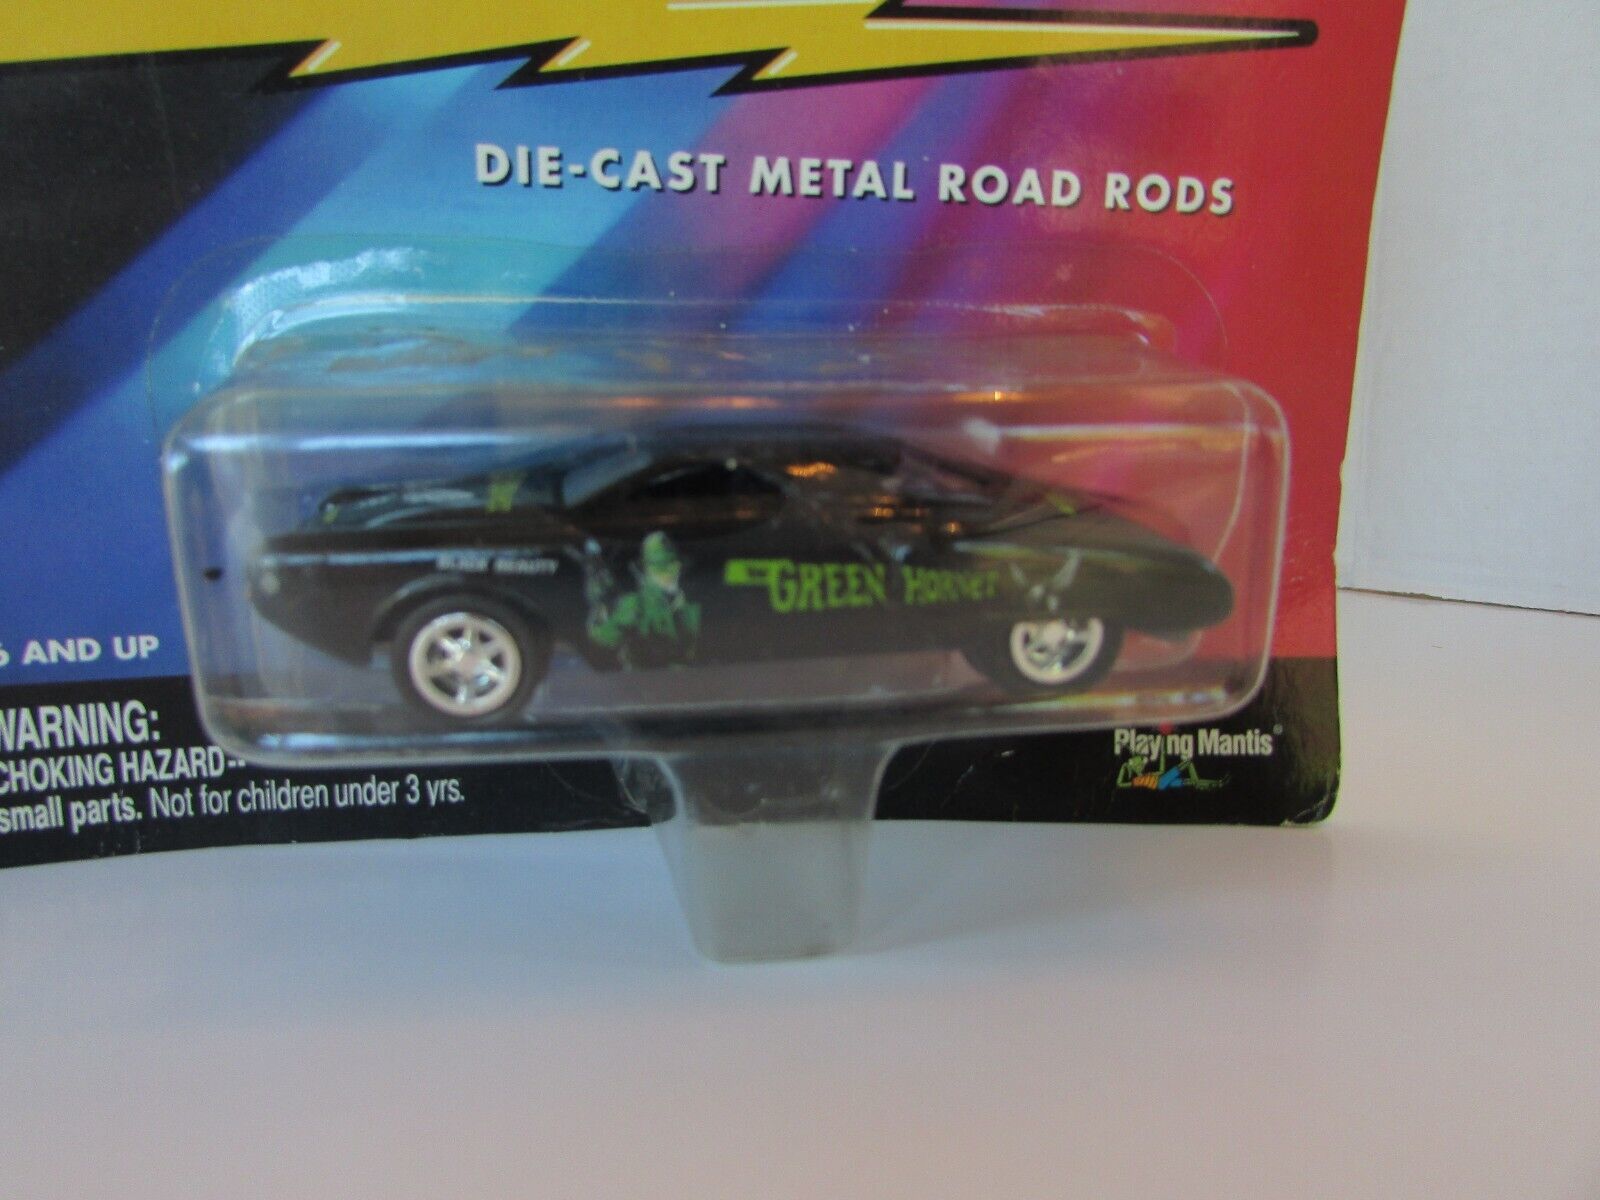 DIE-CAST METAL ROAD RODS
BLACK BEAUTY
THE GREEN HORNET
AND UP
WARNING:
CHOKING HAZARD--
small parts. Not for children under 3 yrs.
Playing Mantis®